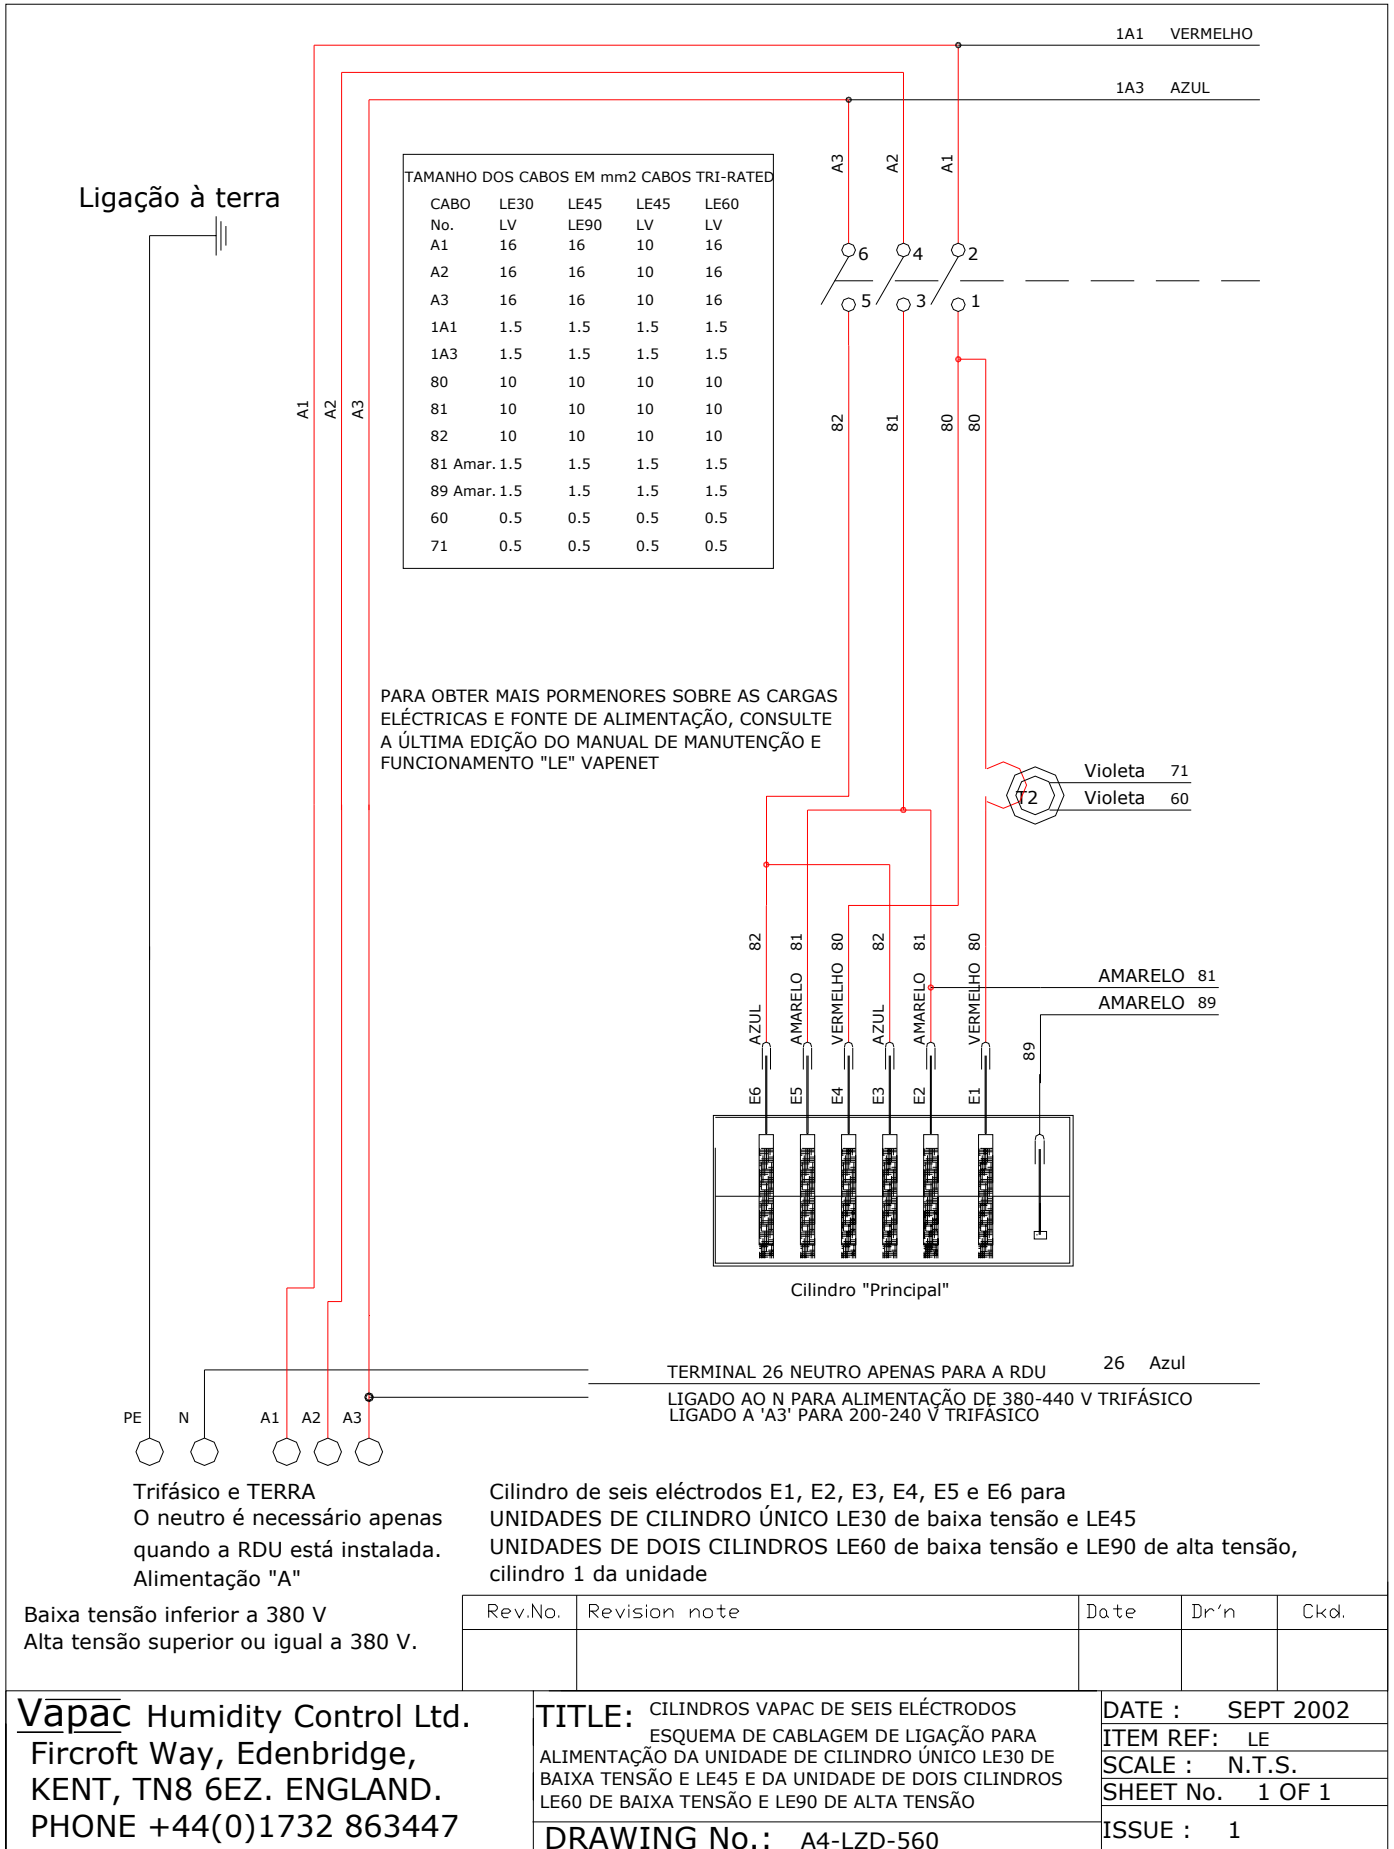 1A1 VERMELHO
1A3 AZUL
A3 A2 A1
Ligação à terra
TAMANHO DOS CABOS EM mm2 CABOS TRI-RATED
CABO LE30 LE45 LE45 LE60
No. LV LE90 LV LV
A1 16 16 10 16
A2 16 16 10 16
A3 16 16 10 16
1A1 1.5 1.5 1.5 1.5
1A3 1.5 1.5 1.5 1.5
80 10 10 10 10
81 10 10 10 10
82 10 10 10 10
81 Amar. 1.5 1.5 1.5 1.5
89 Amar. 1.5 1.5 1.5 1.5
60 0.5 0.5 0.5 0.5
71 0.5 0.5 0.5 0.5
6 4 2
5 3 1
A1 A2 A3
82 81 80 80
PARA OBTER MAIS PORMENORES SOBRE AS CARGAS
ELÉCTRICAS E FONTE DE ALIMENTAÇÃO, CONSULTE
A ÚLTIMA EDIÇÃO DO MANUAL DE MANUTENÇÃO E
FUNCIONAMENTO "LE" VAPENET
T2
Violeta 71
Violeta 60
82 81 80 82 81 80
AZUL AMARELO VERMELHO AZUL AMARELO VERMELHO
AMARELO 81
AMARELO 89
89
E6 E5 E4 E3 E2 E1
Cilindro "Principal"
TERMINAL 26 NEUTRO APENAS PARA A RDU 26 Azul
LIGADO AO N PARA ALIMENTAÇÃO DE 380-440 V TRIFÁSICO
LIGADO A 'A3' PARA 200-240 V TRIFÁSICO
PE N A1 A2 A3
Trifásico e TERRA
O neutro é necessário apenas
quando a RDU está instalada.
Alimentação "A"
Cilindro de seis eléctrodos E1, E2, E3, E4, E5 e E6 para
UNIDADES DE CILINDRO ÚNICO LE30 de baixa tensão e LE45
UNIDADES DE DOIS CILINDROS LE60 de baixa tensão e LE90 de alta tensão,
cilindro 1 da unidade
Baixa tensão inferior a 380 V
Alta tensão superior ou igual a 380 V.
Rev.No. Revision note Date Dr'n Ckd.
Vapac Humidity Control Ltd.
Fircroft Way, Edenbridge,
KENT, TN8 6EZ. ENGLAND.
PHONE +44(0)1732 863447
TITLE: CILINDROS VAPAC DE SEIS ELÉCTRODOS
ESQUEMA DE CABLAGEM DE LIGAÇÃO PARA
ALIMENTAÇÃO DA UNIDADE DE CILINDRO ÚNICO LE30 DE
BAIXA TENSÃO E LE45 E DA UNIDADE DE DOIS CILINDROS
LE60 DE BAIXA TENSÃO E LE90 DE ALTA TENSÃO
DRAWING No.: A4-LZD-560
DATE : SEPT 2002
ITEM REF: LE
SCALE : N.T.S.
SHEET No. 1 OF 1
ISSUE : 1